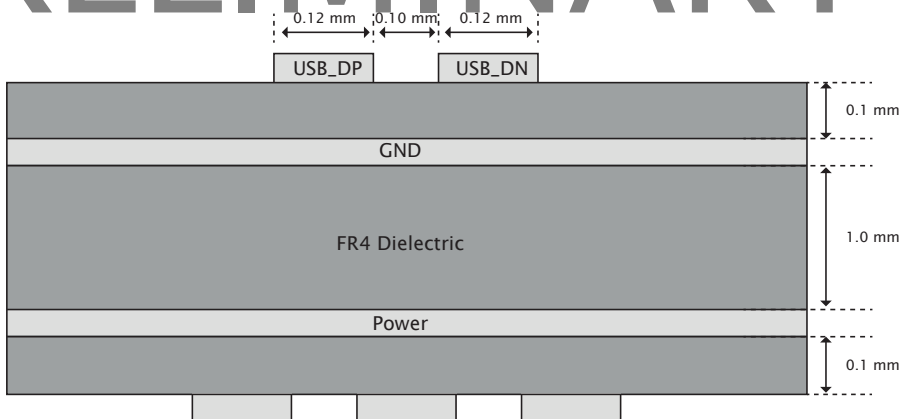 PRELIMINARY
0.12 mm 0.10 mm 0.12 mm
USB_DP USB_DN
0.1 mm
GND
FR4 Dielectric
1.0 mm
Power
0.1 mm